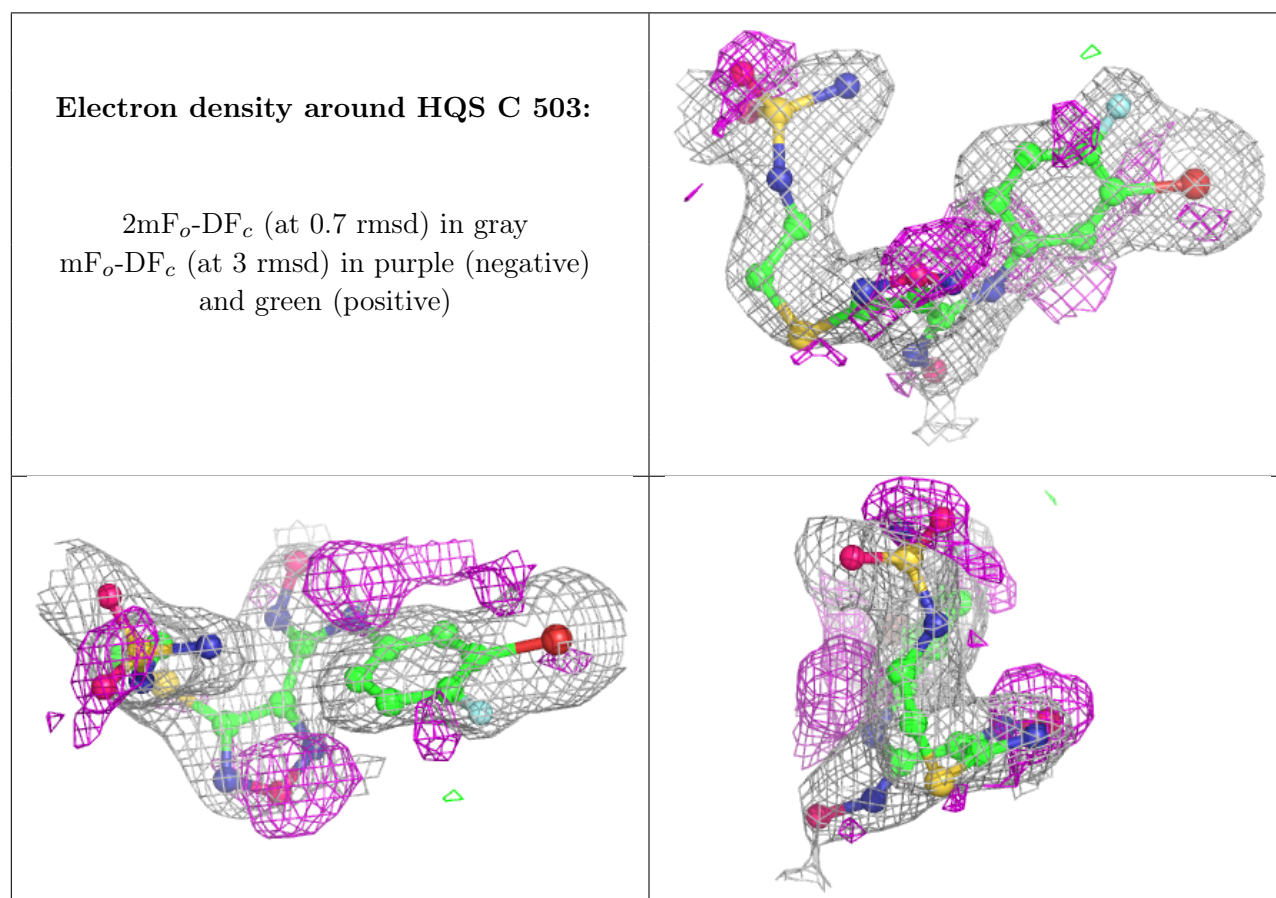 Electron density around HQS C 503:
2mFo-DFc (at 0.7 rmsd) in gray
mFo-DFc (at 3 rmsd) in purple (negative)
and green (positive)